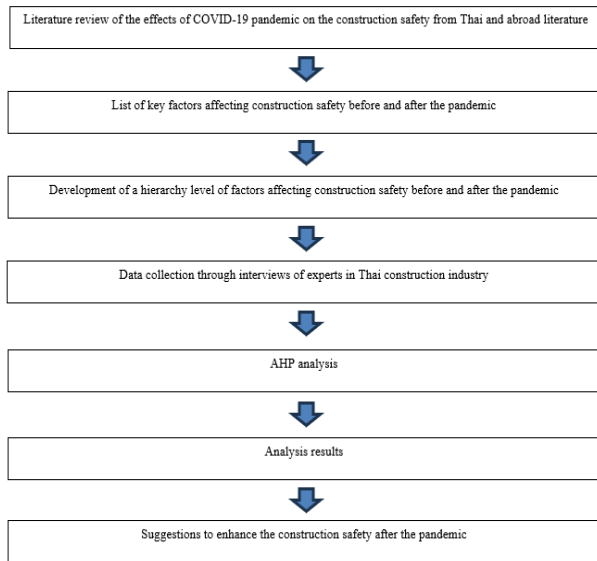 Literature review of the effects of COVID-19 pandemic on the construction safety from Thai and abroad literature
List of key factors affecting construction safety before and after the pandemic
Development of a hierarchy level of factors affecting construction safety before and after the pandemic
Data collection through interviews of experts in Thai construction industry
AHP analysis
Analysis results
Suggestions to enhance the construction safety after the pandemic